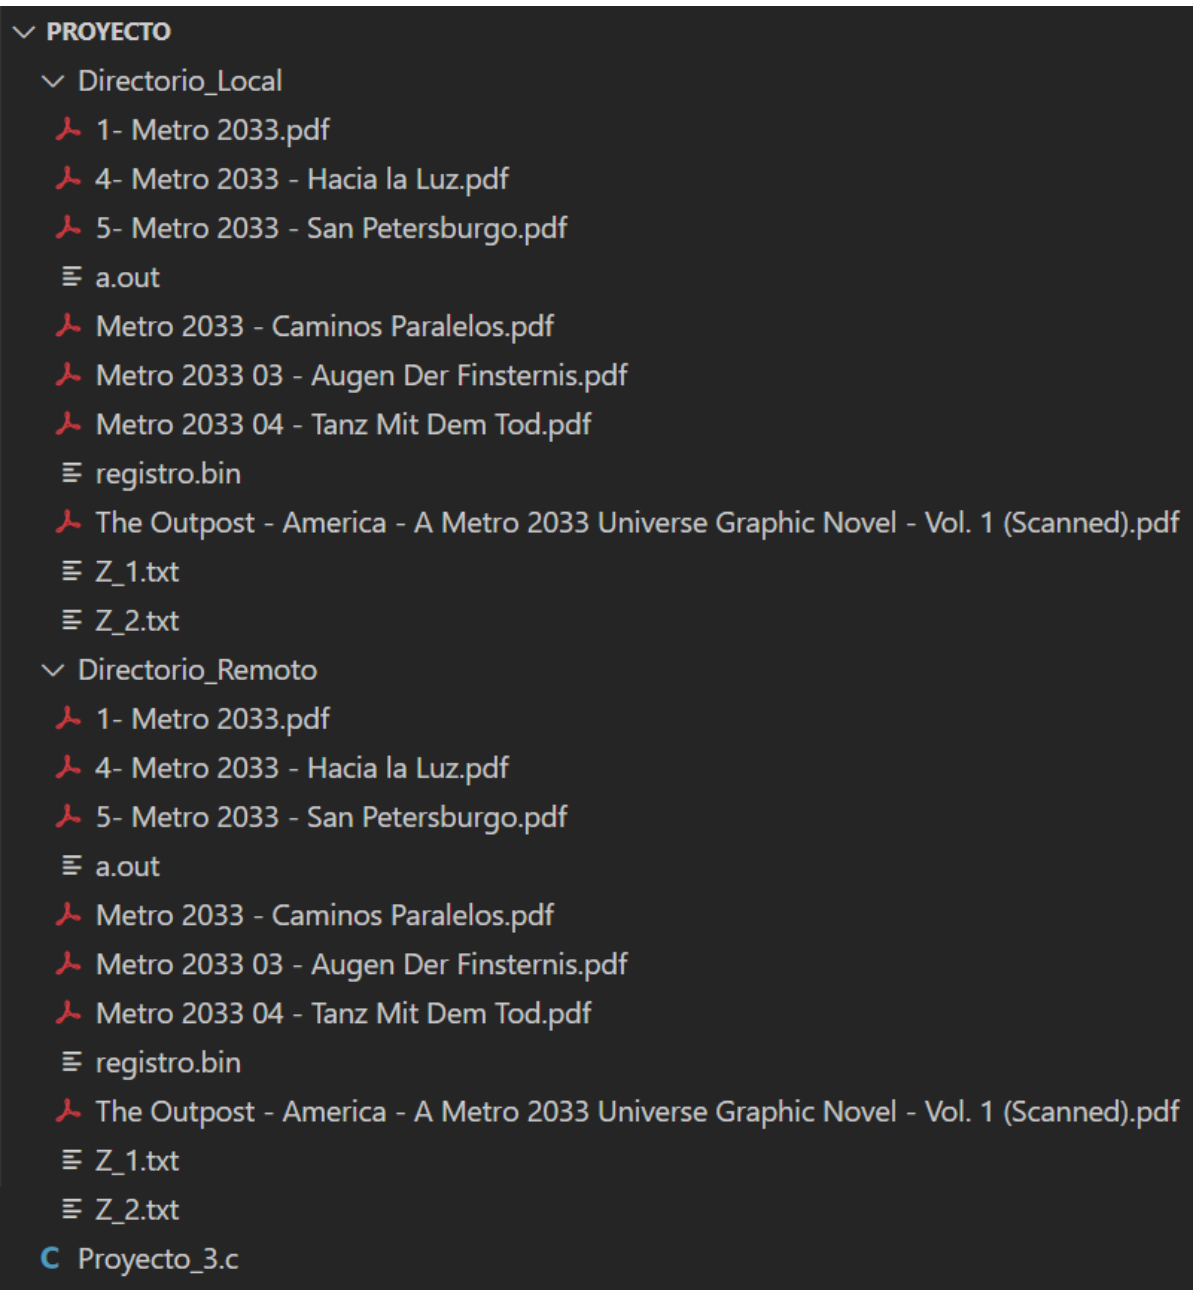 PROYECTO
Directorio_Local
1- Metro 2033.pdf
4- Metro 2033 - Hacia la Luz.pdf
5- Metro 2033 - San Petersburgo.pdf
a.out
Metro 2033 - Caminos Paralelos.pdf
Metro 2033 03 - Augen Der Finsternis.pdf
Metro 2033 04 - Tanz Mit Dem Tod.pdf
registro.bin
The Outpost - America - A Metro 2033 Universe Graphic Novel - Vol. 1 (Scanned).pdf
Z_1.txt
Z_2.txt
Directorio_Remoto
1- Metro 2033.pdf
4- Metro 2033 - Hacia la Luz.pdf
5- Metro 2033 - San Petersburgo.pdf
a.out
Metro 2033 - Caminos Paralelos.pdf
Metro 2033 03 - Augen Der Finsternis.pdf
Metro 2033 04 - Tanz Mit Dem Tod.pdf
registro.bin
The Outpost - America - A Metro 2033 Universe Graphic Novel - Vol. 1 (Scanned).pdf
Z_1.txt
Z_2.txt
C Proyecto_3.c